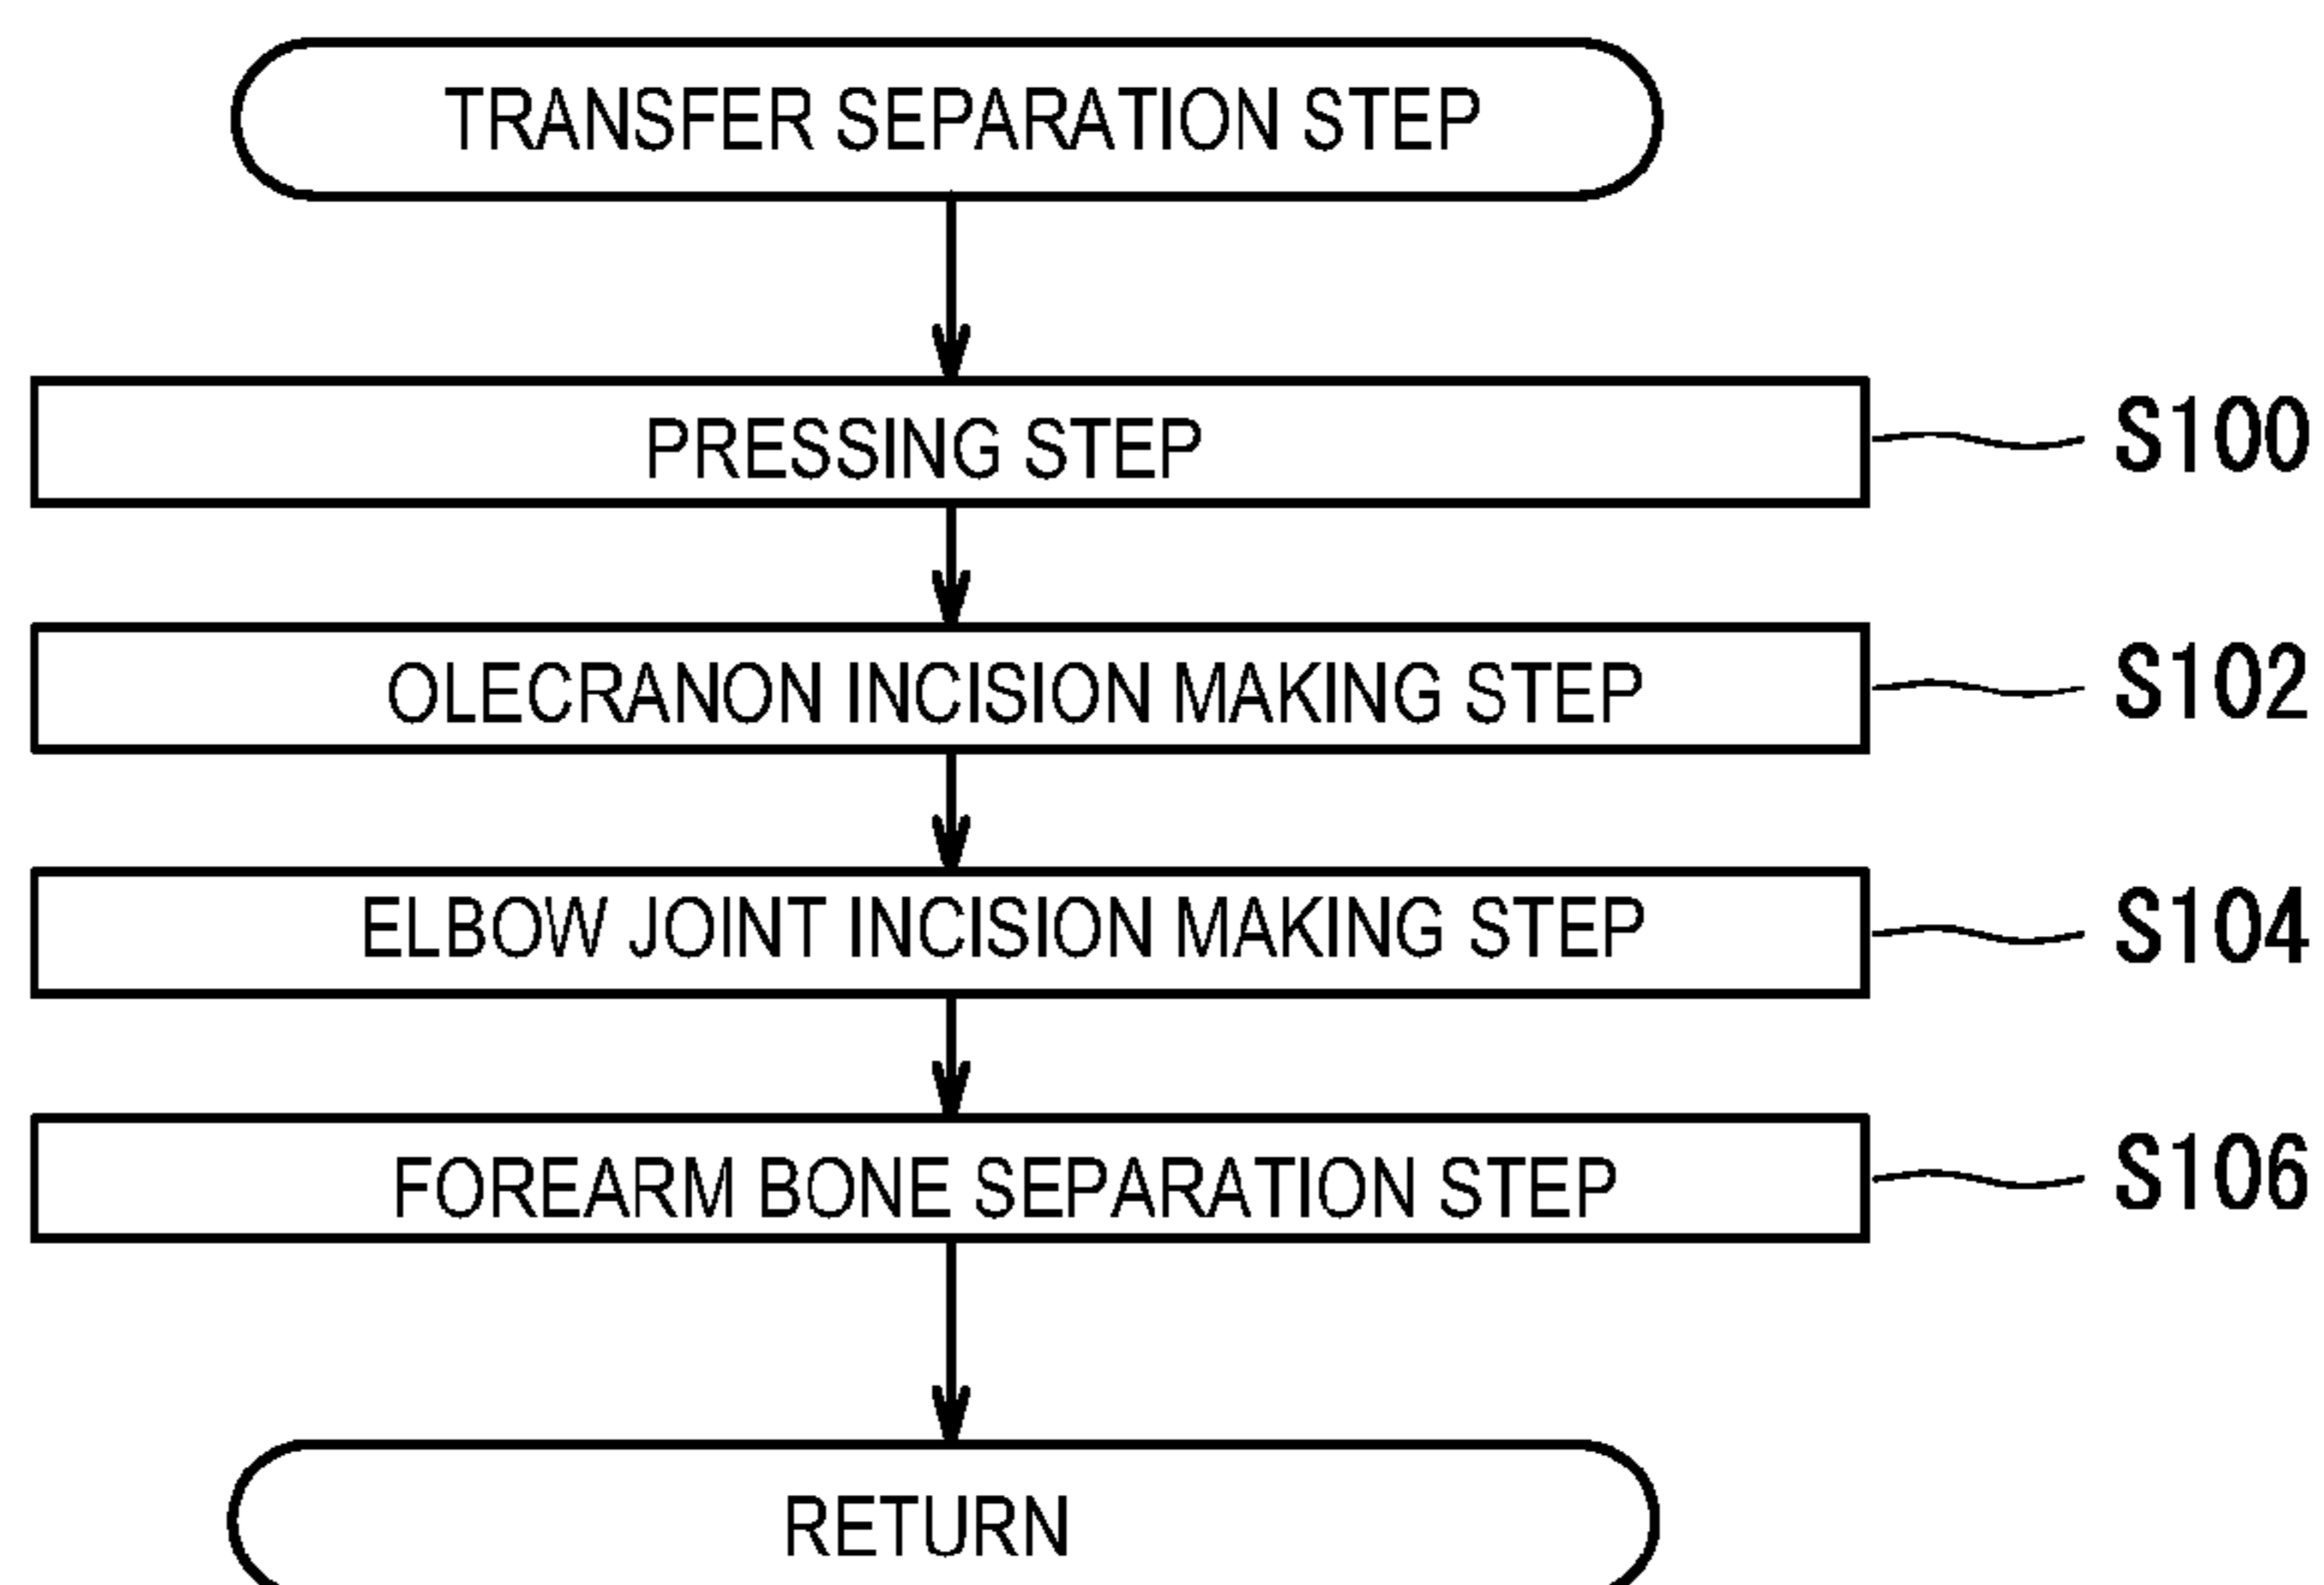 TRANSFER SEPARATION STEP
PRESSING STEP
S100
OLECRANON INCISION MAKING STEP
S102
ELBOW JOINT INCISION MAKING STEP
S104
FOREARM BONE SEPARATION STEP
S106
RETURN